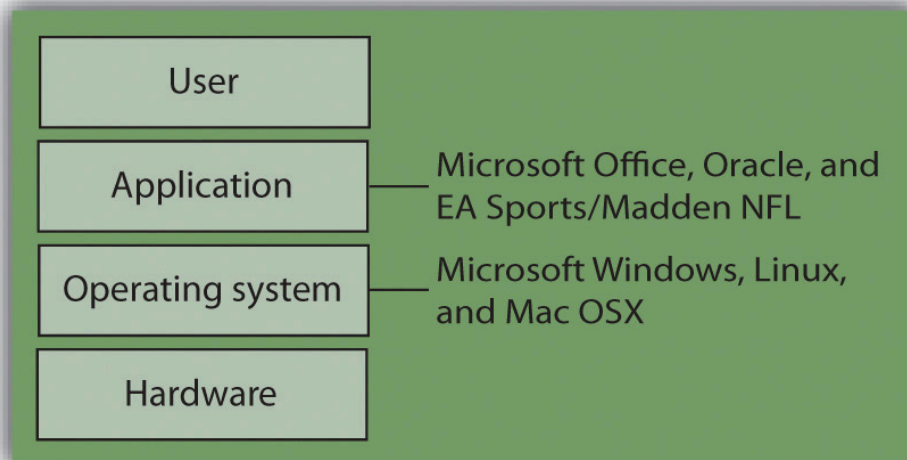 User
Application
Microsoft Office, Oracle, and
EA Sports/Madden NFL
Operating system
Microsoft Windows, Linux,
and Mac OSX
Hardware